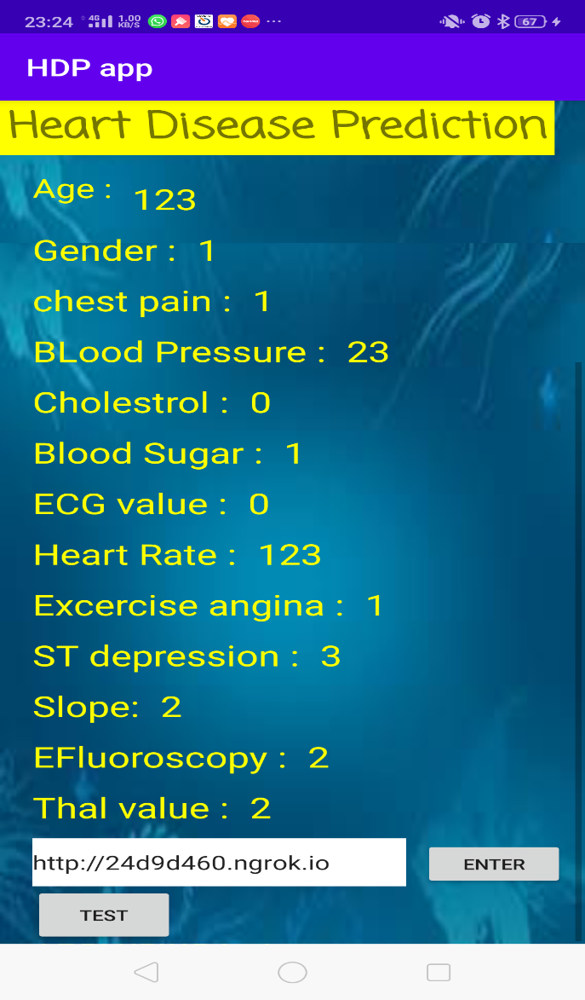 23:24 4G 1.00 KB/S ··· 67
HDP app
Heart Disease Prediction
Age : 123
Gender : 1
chest pain : 1
BLood Pressure : 23
Cholestrol : 0
Blood Sugar : 1
ECG value : 0
Heart Rate : 123
Excercise angina : 1
ST depression : 3
Slope: 2
EFluoroscopy : 2
Thal value : 2
http://24d9d460.ngrok.io ENTER
TEST